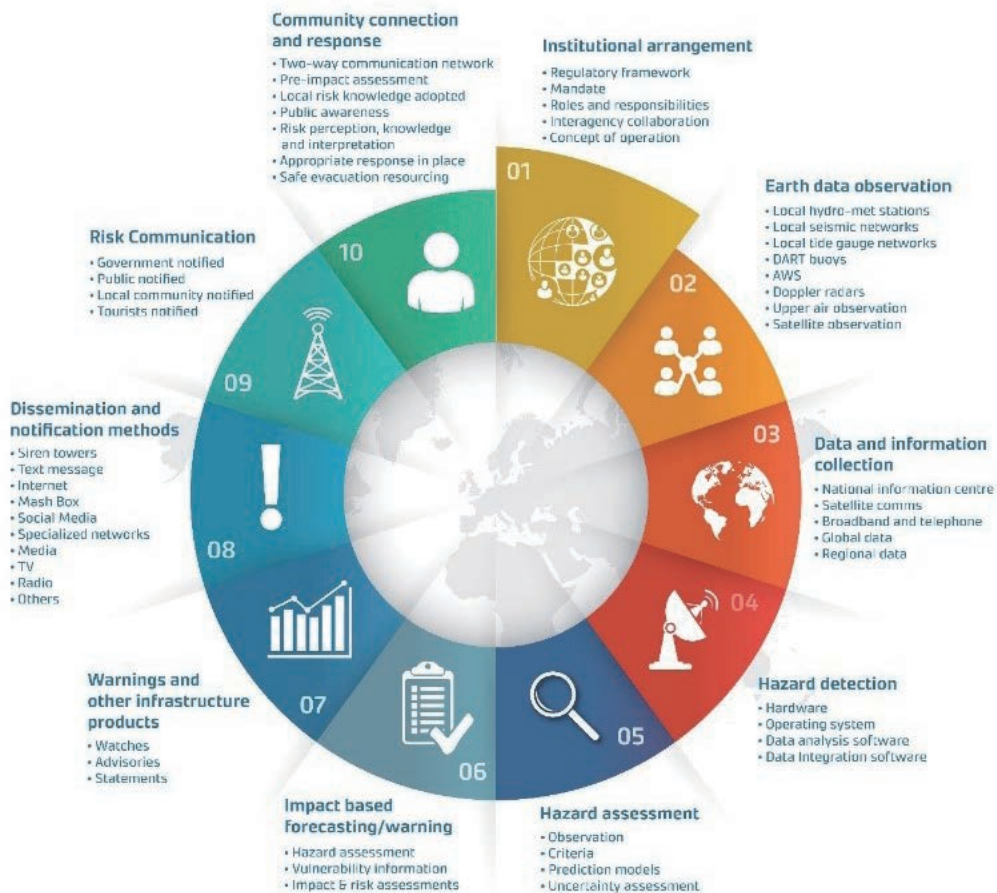 Community connection
and response
• Two-way communication network
• Pre-impact assessment
• Local risk knowledge adopted
• Public awareness
• Risk perception, knowledge
and interpretation
• Appropriate response in place
• Safe evacuation resourcing
Institutional arrangement
• Regulatory framework
• Mandate
• Roles and responsibilities
• Interagency collaboration
• Concept of operation
01
Earth data observation
• Local hydro-met stations
• Local seismic networks
• Local tide gauge networks
• DART buoys
• AWS
• Doppler radars
• Upper air observation
• Satellite observation
02
Data and information
collection
• National information centre
• Satellite comms
• Broadband and telephone
• Global data
• Regional data
03
Hazard detection
• Hardware
• Operating system
• Data analysis software
• Data Integration software
04
Hazard assessment
• Observation
• Criteria
• Prediction models
• Uncertainty assessment
05
Impact based
forecasting/warning
• Hazard assessment
• Vulnerability information
• Impact & risk assessments
06
Warnings and
other infrastructure
products
• Watches
• Advisories
• Statements
07
Dissemination and
notification methods
• Siren towers
• Text message
• Internet
• Mash Box
• Social Media
• Specialized networks
• Media
• TV
• Radio
• Others
08
Risk Communication
• Government notified
• Public notified
• Local community notified
• Tourists notified
09
10